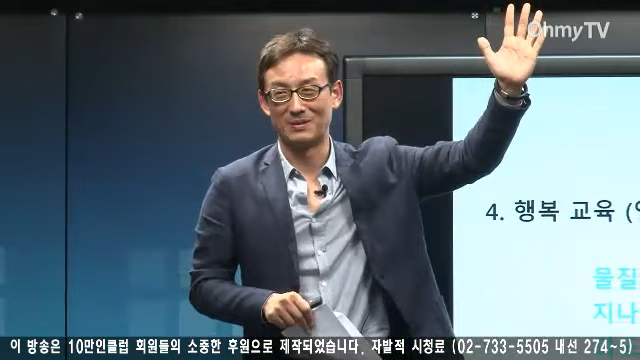 OhmyTV
4. 행복 교육
물질
지나
이 방송은 10만인클럽 회원들의 소중한 후원으로 제작되었습니다. 자발적 시청료 (02-733-5505 내선 274~5)